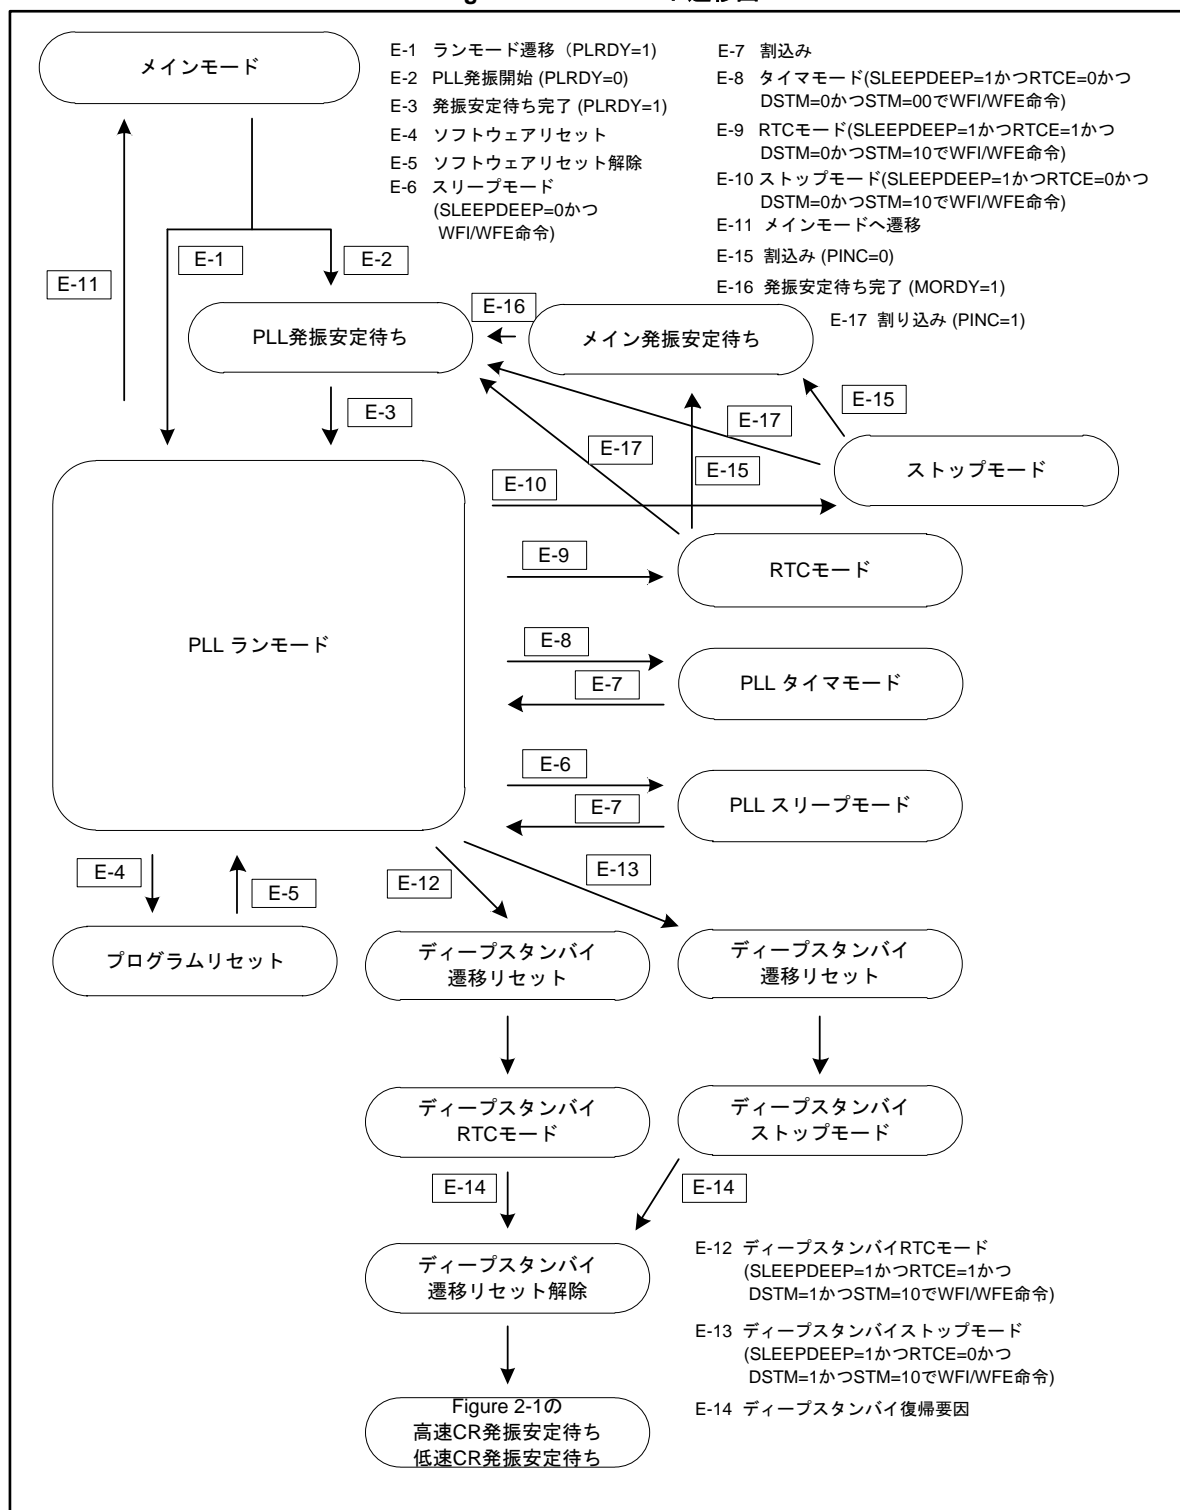 メインモード
E-1 ランモード遷移（PLRDY=1)
E-2 PLL発振開始 (PLRDY=0)
E-3 発振安定待ち完了 (PLRDY=1)
E-4 ソフトウェアリセット
E-5 ソフトウェアリセット解除
E-6 スリープモード
(SLEEPDEEP=0かつ
WFI/WFE命令)
E-7 割込み
E-8 タイマモード(SLEEPDEEP=1かつRTCE=0かつ
DSTM=0かつSTM=00でWFI/WFE命令)
E-9 RTCモード(SLEEPDEEP=1かつRTCE=1かつ
DSTM=0かつSTM=10でWFI/WFE命令)
E-10 ストップモード(SLEEPDEEP=1かつRTCE=0かつ
DSTM=0かつSTM=10でWFI/WFE命令)
E-11 メインモードへ遷移
E-15 割込み (PINC=0)
E-16 発振安定待ち完了 (MORDY=1)
E-17 割り込み (PINC=1)
E-11
E-1
E-2
E-16
PLL発振安定待ち
メイン発振安定待ち
E-3
E-15
E-17
E-17
E-15
ストップモード
E-10
E-9
RTCモード
PLL ランモード
E-8
E-7
PLL タイマモード
E-6
E-7
PLL スリープモード
E-4
E-5
E-12
E-13
プログラムリセット
ディープスタンバイ
遷移リセット
ディープスタンバイ
遷移リセット
ディープスタンバイ
RTCモード
ディープスタンバイ
ストップモード
E-14
E-14
ディープスタンバイ
遷移リセット解除
E-12 ディープスタンバイRTCモード
(SLEEPDEEP=1かつRTCE=1かつ
DSTM=1かつSTM=10でWFI/WFE命令)
E-13 ディープスタンバイストップモード
(SLEEPDEEP=1かつRTCE=0かつ
DSTM=1かつSTM=10でWFI/WFE命令)
E-14 ディープスタンバイ復帰要因
Figure 2-1の
高速CR発振安定待ち
低速CR発振安定待ち